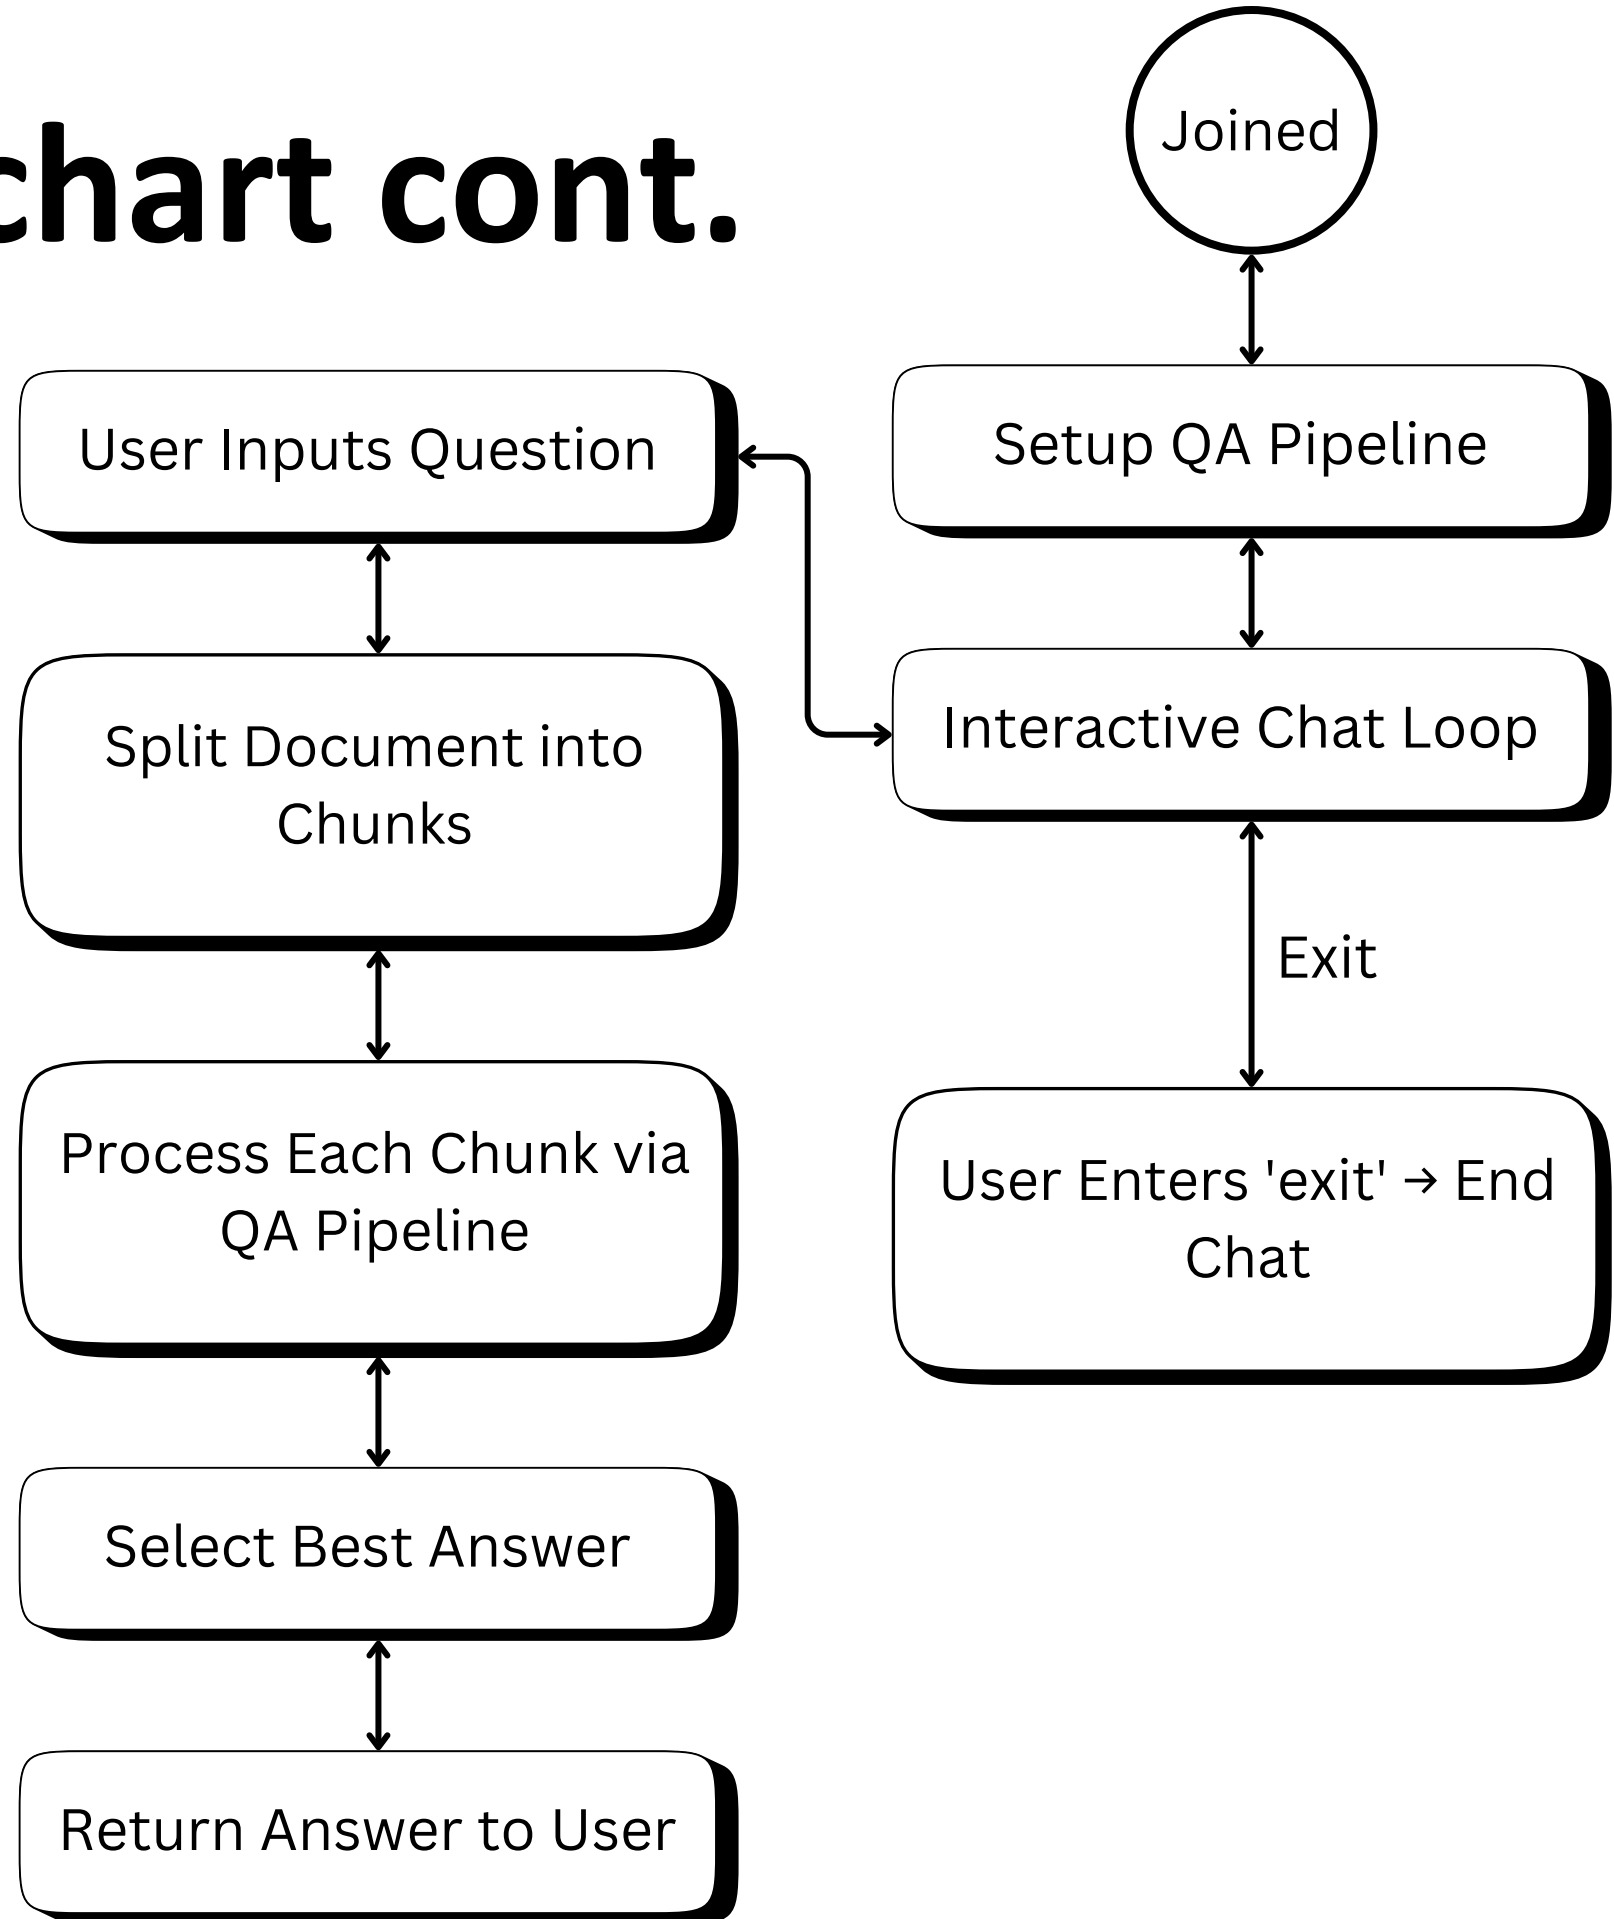 chart cont.
Joined
User Inputs Question
Setup QA Pipeline
Split Document into
Chunks
Interactive Chat Loop
Exit
Process Each Chunk via
QA Pipeline
User Enters 'exit' → End
Chat
Select Best Answer
Return Answer to User